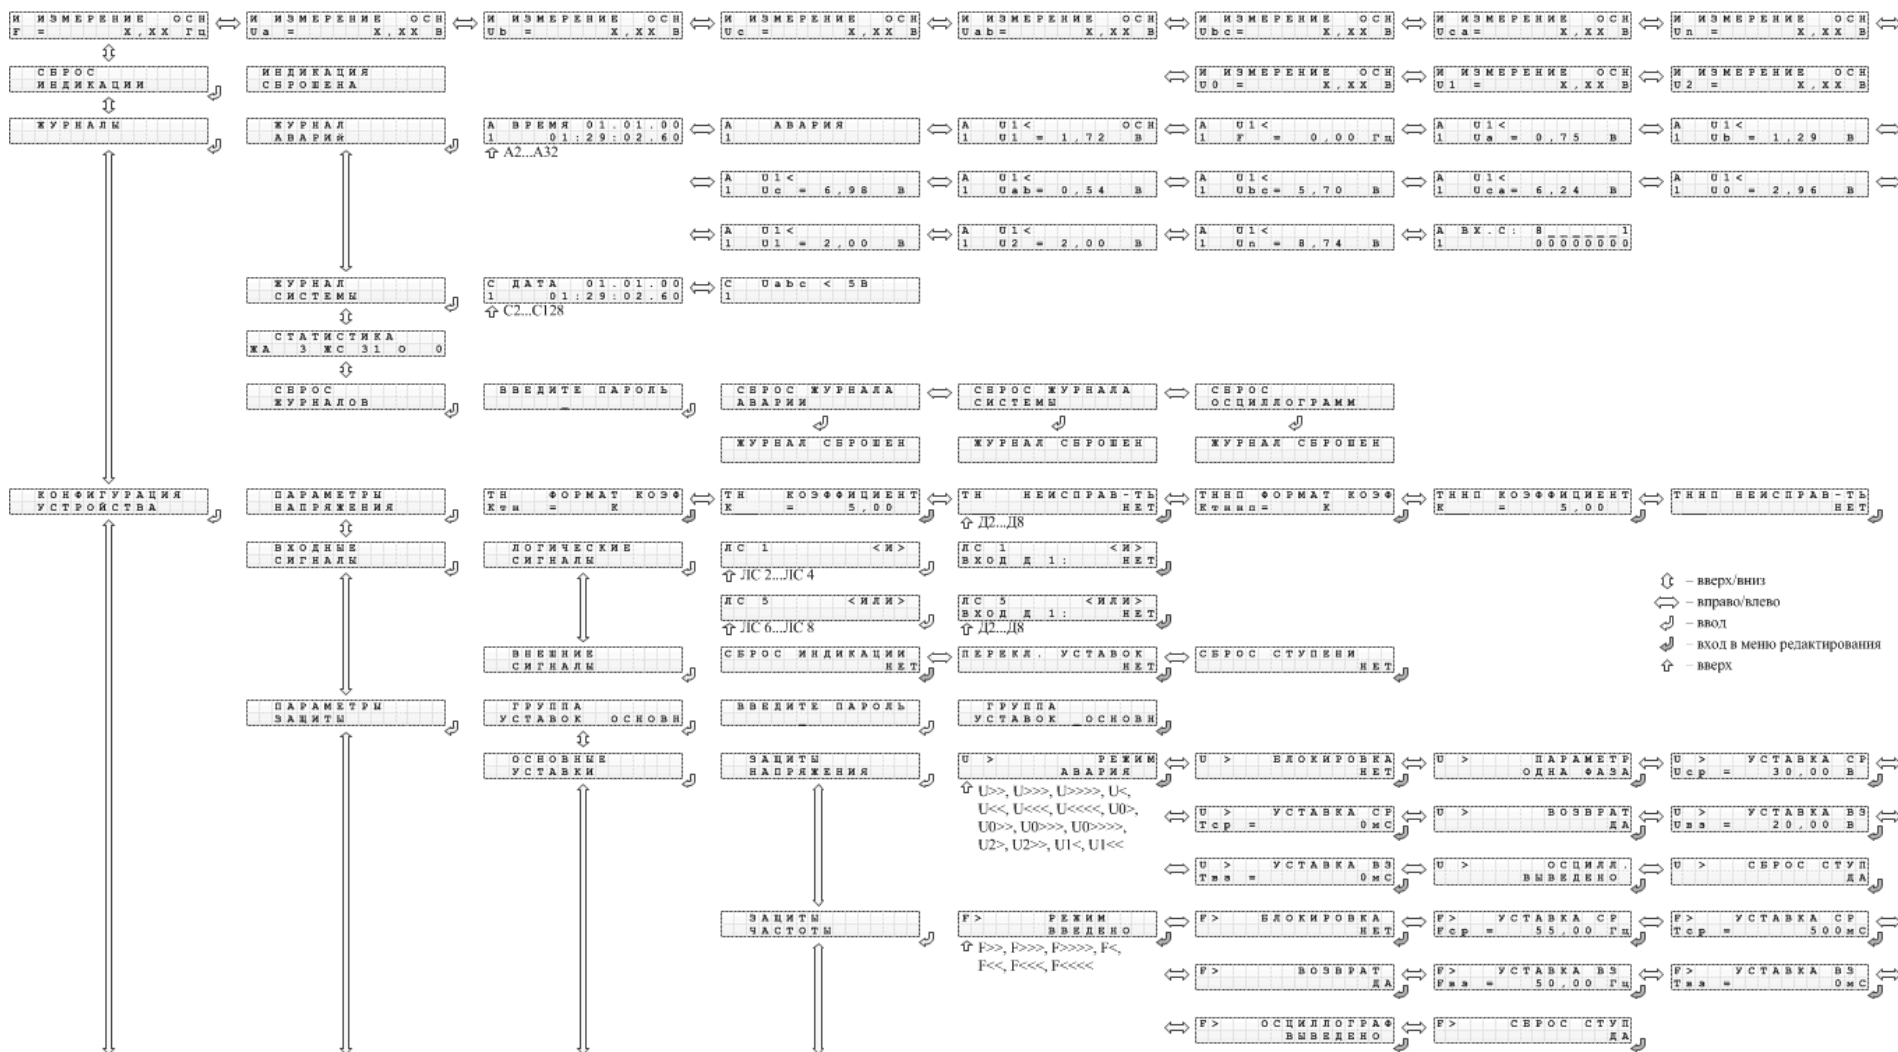 И ИЗМЕРЕНИЕ ОСН
F = X,XX Гц
И ИЗМЕРЕНИЕ ОСН
Ua = X,XX В
И ИЗМЕРЕНИЕ ОСН
Ub = X,XX В
И ИЗМЕРЕНИЕ ОСН
Uc = X,XX В
И ИЗМЕРЕНИЕ ОСН
Uab= X,XX В
И ИЗМЕРЕНИЕ ОСН
Ubc= X,XX В
И ИЗМЕРЕНИЕ ОСН
Uca= X,XX В
И ИЗМЕРЕНИЕ ОСН
Un = X,XX В
СБРОС
ИНДИКАЦИИ
ИНДИКАЦИЯ
СБРОШЕНА
И ИЗМЕРЕНИЕ ОСН
U0 = X,XX В
И ИЗМЕРЕНИЕ ОСН
U1 = X,XX В
И ИЗМЕРЕНИЕ ОСН
U2 = X,XX В
ЖУРНАЛЫ
ЖУРНАЛ
АВАРИЙ
А ВРЕМЯ 01.01.00
1 01:29:02.60
А2...А32
А АВАРИЯ
1
А U1< ОСН
1 U1 = 1,72 В
А U1<
1 F = 0,00 Гц
А U1<
1 Ua = 0,75 В
А U1<
1 Ub = 1,29 В
А U1<
1 Uc = 6,98 В
А U1<
1 Uab= 0,54 В
А U1<
1 Ubc= 5,70 В
А U1<
1 Uca= 6,24 В
А U1<
1 U0 = 2,96 В
А U1<
1 U1 = 2,00 В
А U1<
1 U2 = 2,00 В
А U1<
1 Un = 8,74 В
А ВХ.С: 8______1
1 00000000
ЖУРНАЛ
СИСТЕМЫ
С ДАТА 01.01.00
1 01:29:02.60
С2...С128
С Uabc < 5В
1
СТАТИСТИКА
ЖА 3 ЖС 31 О 0
СБРОС
ЖУРНАЛОВ
ВВЕДИТЕ ПАРОЛЬ
_
СБРОС ЖУРНАЛА
АВАРИИ
СБРОС ЖУРНАЛА
СИСТЕМЫ
СБРОС
ОСЦИЛЛОГРАММ
ЖУРНАЛ СБРОШЕН
ЖУРНАЛ СБРОШЕН
ЖУРНАЛ СБРОШЕН
КОНФИГУРАЦИЯ
УСТРОЙСТВА
ПАРАМЕТРЫ
НАПРЯЖЕНИЯ
ТН ФОРМАТ КОЭФ
Ктн = К
ТН КОЭФФИЦИЕНТ
К = 5,00
ТН НЕИСПРАВ-ТЬ
НЕТ
Д2...Д8
ТННП ФОРМАТ КОЭФ
Ктннп= К
ТННП КОЭФФИЦИЕНТ
К = 5,00
ТННП НЕИСПРАВ-ТЬ
НЕТ
ВХОДНЫЕ
СИГНАЛЫ
ЛОГИЧЕСКИЕ
СИГНАЛЫ
ЛС 1 <И>
ЛС 2...ЛС 4
ЛС 1 <И>
ВХОД Д 1: НЕТ
– вверх/вниз
– вправо/влево
– ввод
– вход в меню редактирования
– вверх
ЛС 5 <ИЛИ>
ЛС 6...ЛС 8
ЛС 5 <ИЛИ>
ВХОД Д 1: НЕТ
Д2...Д8
ВНЕШНИЕ
СИГНАЛЫ
СБРОС ИНДИКАЦИИ
НЕТ
ПЕРЕКЛ. УСТАВОК
НЕТ
СБРОС СТУПЕНИ
НЕТ
ПАРАМЕТРЫ
ЗАЩИТЫ
ГРУППА
УСТАВОК ОСНОВН
ВВЕДИТЕ ПАРОЛЬ
_
ГРУППА
УСТАВОК _ОСНОВН
ОСНОВНЫЕ
УСТАВКИ
ЗАЩИТЫ
НАПРЯЖЕНИЯ
U > РЕЖИМ
АВАРИЯ
U>>, U>>>, U>>>>, U<,
U<<, U<<<, U<<<<, U0>,
U0>>, U0>>>, U0>>>>,
U2>, U2>>, U1<, U1<<
U > БЛОКИРОВКА
НЕТ
U > ПАРАМЕТР
ОДНА ФАЗА
U > УСТАВКА СР
Uср = 30,00 В
U > УСТАВКА СР
Тср = 0мС
U > ВОЗВРАТ
ДА
U > УСТАВКА ВЗ
Uвз = 20,00 В
U > УСТАВКА ВЗ
Твз = 0мС
U > ОСЦИЛЛ.
ВЫВЕДЕНО
U > СБРОС СТУП
ДА
ЗАЩИТЫ
ЧАСТОТЫ
F> РЕЖИМ
ВВЕДЕНО
F>>, F>>>, F>>>>, F<,
F<<, F<<<, F<<<<
F> БЛОКИРОВКА
НЕТ
F> УСТАВКА СР
Fср = 55,00 Гц
F> УСТАВКА СР
Тср = 500мС
F> ВОЗВРАТ
ДА
F> УСТАВКА ВЗ
Fвз = 50,00 Гц
F> УСТАВКА ВЗ
Твз = 0мС
F> ОСЦИЛЛОГРАФ
ВЫВЕДЕНО
F> СБРОС СТУП
ДА